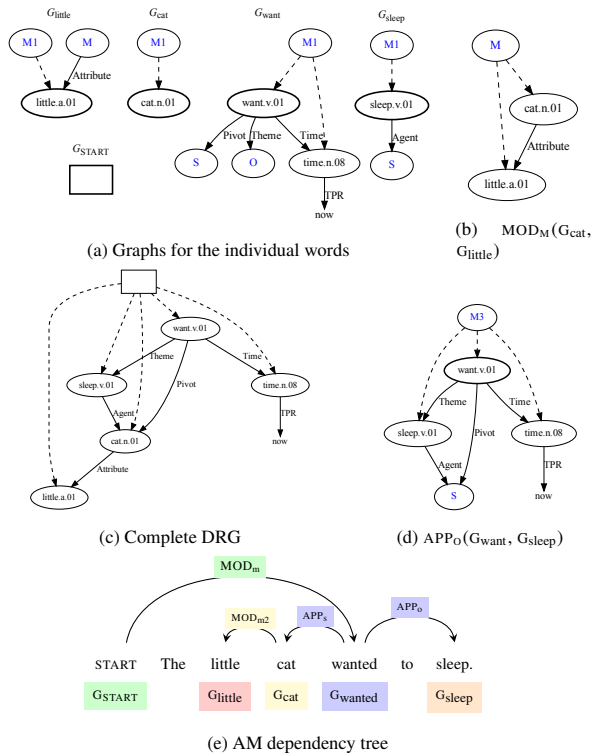 G_little G_cat G_want G_sleep
M1 M M1 M1 M1
Attribute
little.a.01 cat.n.01 want.v.01 sleep.v.01
Pivot Theme Time Agent
S O time.n.08 S
G_START
TPR
now
(a) Graphs for the individual words
M
cat.n.01
Attribute
little.a.01
(b) MOD_M(G_cat,
G_little)
want.v.01
Theme Time
sleep.v.01 Pivot time.n.08
Agent TPR
cat.n.01 now
Attribute
little.a.01
(c) Complete DRG
M3
want.v.01
Theme Time
sleep.v.01 Pivot time.n.08
Agent TPR
S now
(d) APP_O(G_want, G_sleep)
MOD_m
MOD_m2 APP_s APP_o
START The little cat wanted to sleep.
G_START G_little G_cat G_wanted G_sleep
(e) AM dependency tree